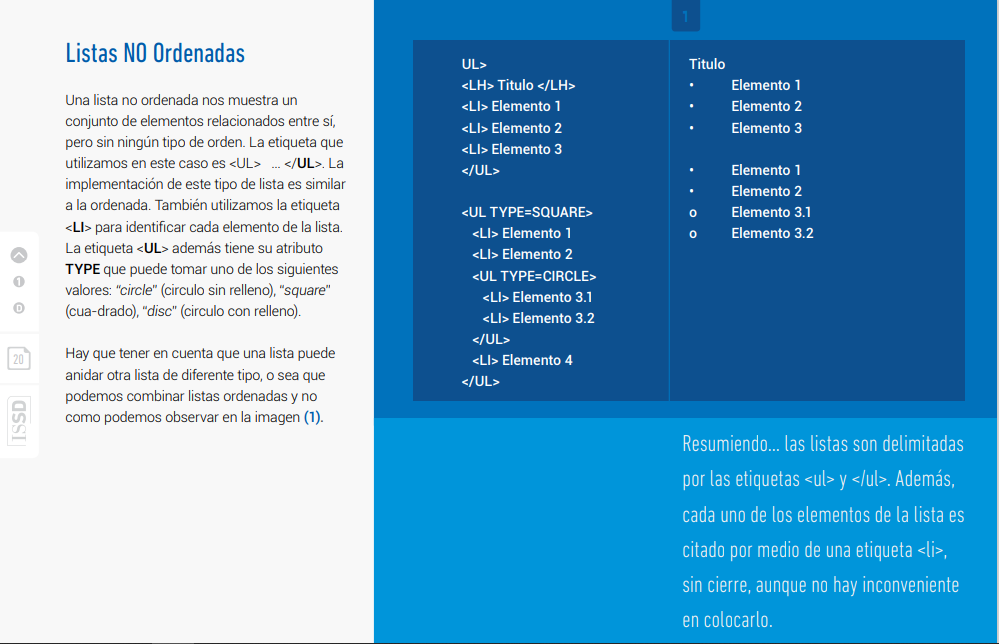 Listas NO Ordenadas
Una lista no ordenada nos muestra un
conjunto de elementos relacionados entre sí,
pero sin ningún tipo de orden. La etiqueta que
utilizamos en este caso es <UL>   ... </UL>. La
implementación de este tipo de lista es similar
a la ordenada. También utilizamos la etiqueta
<LI> para identificar cada elemento de la lista.
La etiqueta <UL> además tiene su atributo
TYPE que puede tomar uno de los siguientes
valores: “circle” (circulo sin relleno), “square”
(cua-drado), “disc” (circulo con relleno).
Hay que tener en cuenta que una lista puede
anidar otra lista de diferente tipo, o sea que
podemos combinar listas ordenadas y no
como podemos observar en la imagen (1).
1
D
20
ISSD
1
UL>
<LH> Titulo </LH>
<LI> Elemento 1
<LI> Elemento 2
<LI> Elemento 3
</UL>
<UL TYPE=SQUARE>
<LI> Elemento 1
<LI> Elemento 2
<UL TYPE=CIRCLE>
<LI> Elemento 3.1
<LI> Elemento 3.2
</UL>
<LI> Elemento 4
</UL>
Titulo
• Elemento 1
• Elemento 2
• Elemento 3
• Elemento 1
• Elemento 2
o Elemento 3.1
o Elemento 3.2
Resumiendo... las listas son delimitadas
por las etiquetas <ul> y </ul>. Además,
cada uno de los elementos de la lista es
citado por medio de una etiqueta <li>,
sin cierre, aunque no hay inconveniente
en colocarlo.